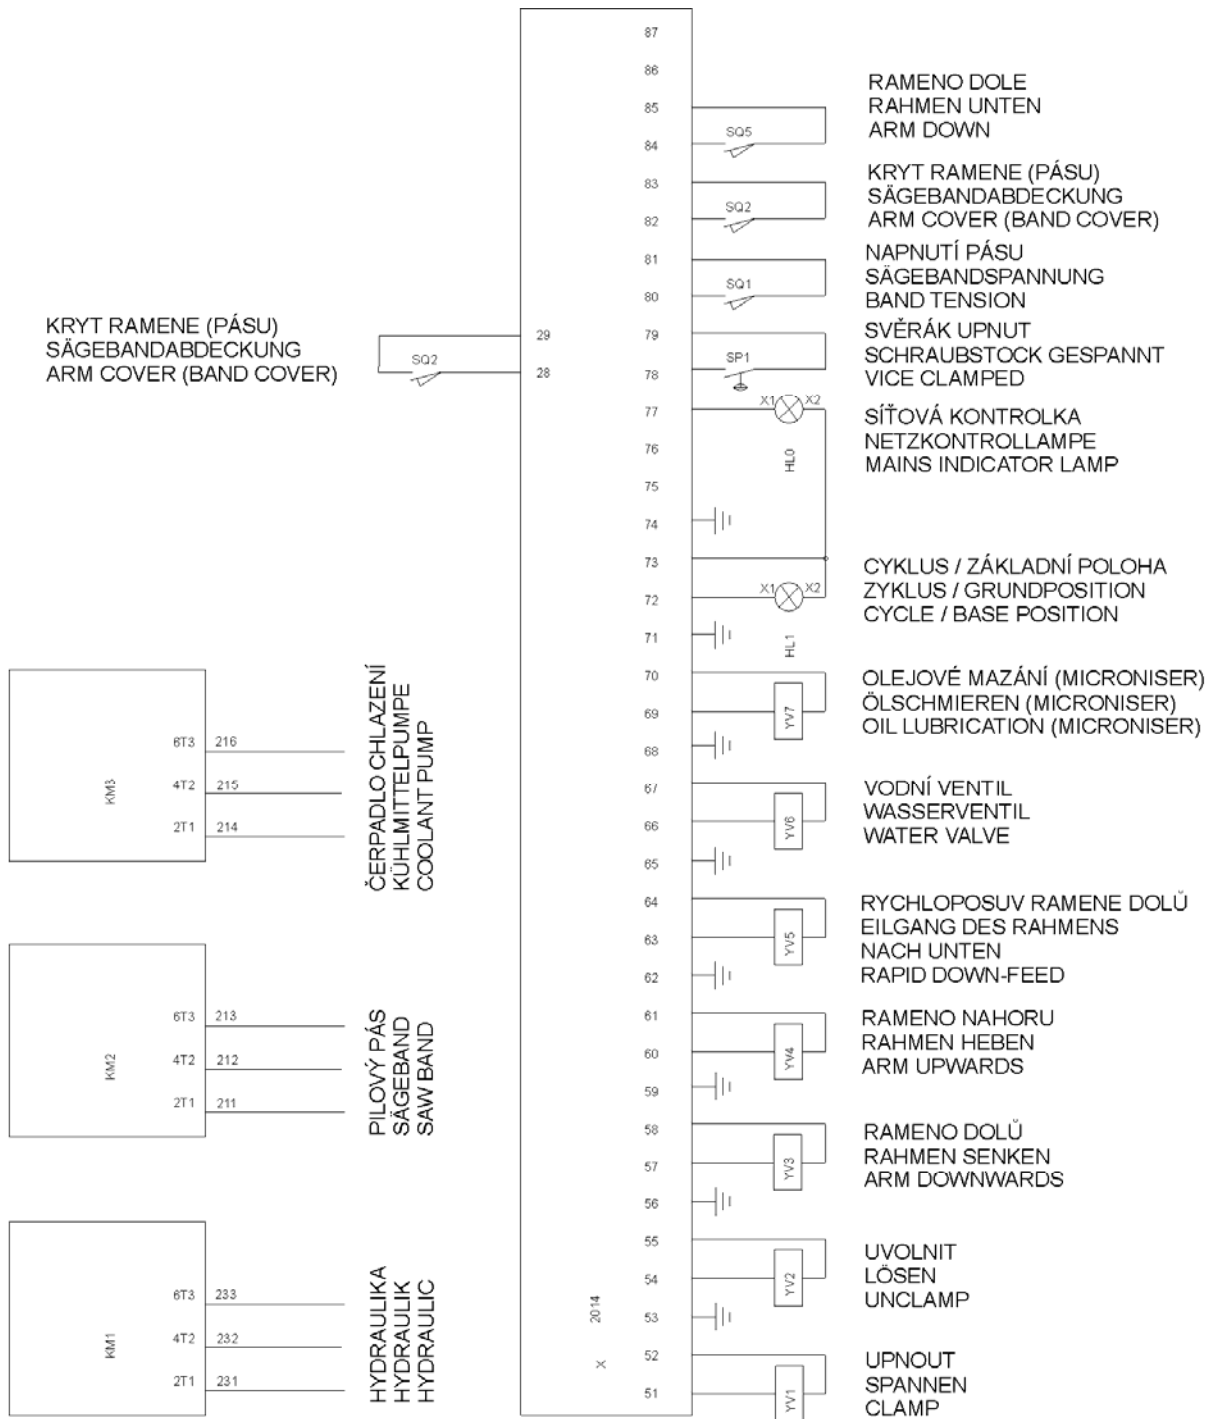 87
86
85
84
SQ5
RAMENO DOLE
RAHMEN UNTEN
ARM DOWN
83
82
SQ2
KRYT RAMENE (PÁSU)
SÄGEBANDABDECKUNG
ARM COVER (BAND COVER)
81
80
SQ1
NAPNUTÍ PÁSU
SÄGEBANDSPANNUNG
BAND TENSION
KRYT RAMENE (PÁSU)
SÄGEBANDABDECKUNG
ARM COVER (BAND COVER)
SQ2
29
28
79
78
SP1
SVĚRÁK UPNUT
SCHRAUBSTOCK GESPANNT
VICE CLAMPED
77
76
75
74
X1
X2
HL0
SÍŤOVÁ KONTROLKA
NETZKONTROLLAMPE
MAINS INDICATOR LAMP
73
72
71
X1
X2
HL1
CYKLUS / ZÁKLADNÍ POLOHA
ZYKLUS / GRUNDPOSITION
CYCLE / BASE POSITION
70
69
68
YV7
OLEJOVÉ MAZÁNÍ (MICRONISER)
ÖLSCHMIEREN (MICRONISER)
OIL LUBRICATION (MICRONISER)
KM3
6T3 216
4T2 215
2T1 214
ČERPADLO CHLAZENÍ
KÜHLMITTELPUMPE
COOLANT PUMP
67
66
65
YV6
VODNÍ VENTIL
WASSERVENTIL
WATER VALVE
64
63
62
YV5
RYCHLOPOSUV RAMENE DOLŮ
EILGANG DES RAHMENS
NACH UNTEN
RAPID DOWN-FEED
KM2
6T3 213
4T2 212
2T1 211
PILOVÝ PÁS
SÄGEBAND
SAW BAND
61
60
59
YV4
RAMENO NAHORU
RAHMEN HEBEN
ARM UPWARDS
58
57
56
YV3
RAMENO DOLŮ
RAHMEN SENKEN
ARM DOWNWARDS
KM1
6T3 233
4T2 232
2T1 231
HYDRAULIKA
HYDRAULIK
HYDRAULIC
2014
X
55
54
53
YV2
UVOLNIT
LÖSEN
UNCLAMP
52
51
YV1
UPNOUT
SPANNEN
CLAMP